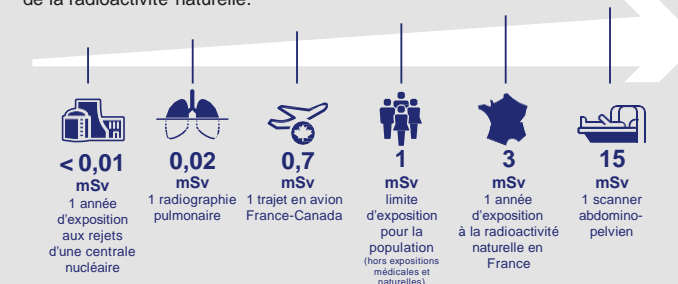 de la radioactivité naturelle.
< 0,01
mSv
1 année
d'exposition
aux rejets
d'une centrale
nucléaire
0,02
mSv
1 radiographie
pulmonaire
0,7
mSv
1 trajet en avion
France-Canada
1
mSv
limite
d'exposition
pour la
population
(hors expositions
médicales et
naturelles)
3
mSv
1 année
d'exposition
à la radioactivité
naturelle en
France
15
mSv
1 scanner
abdomino-
pelvien